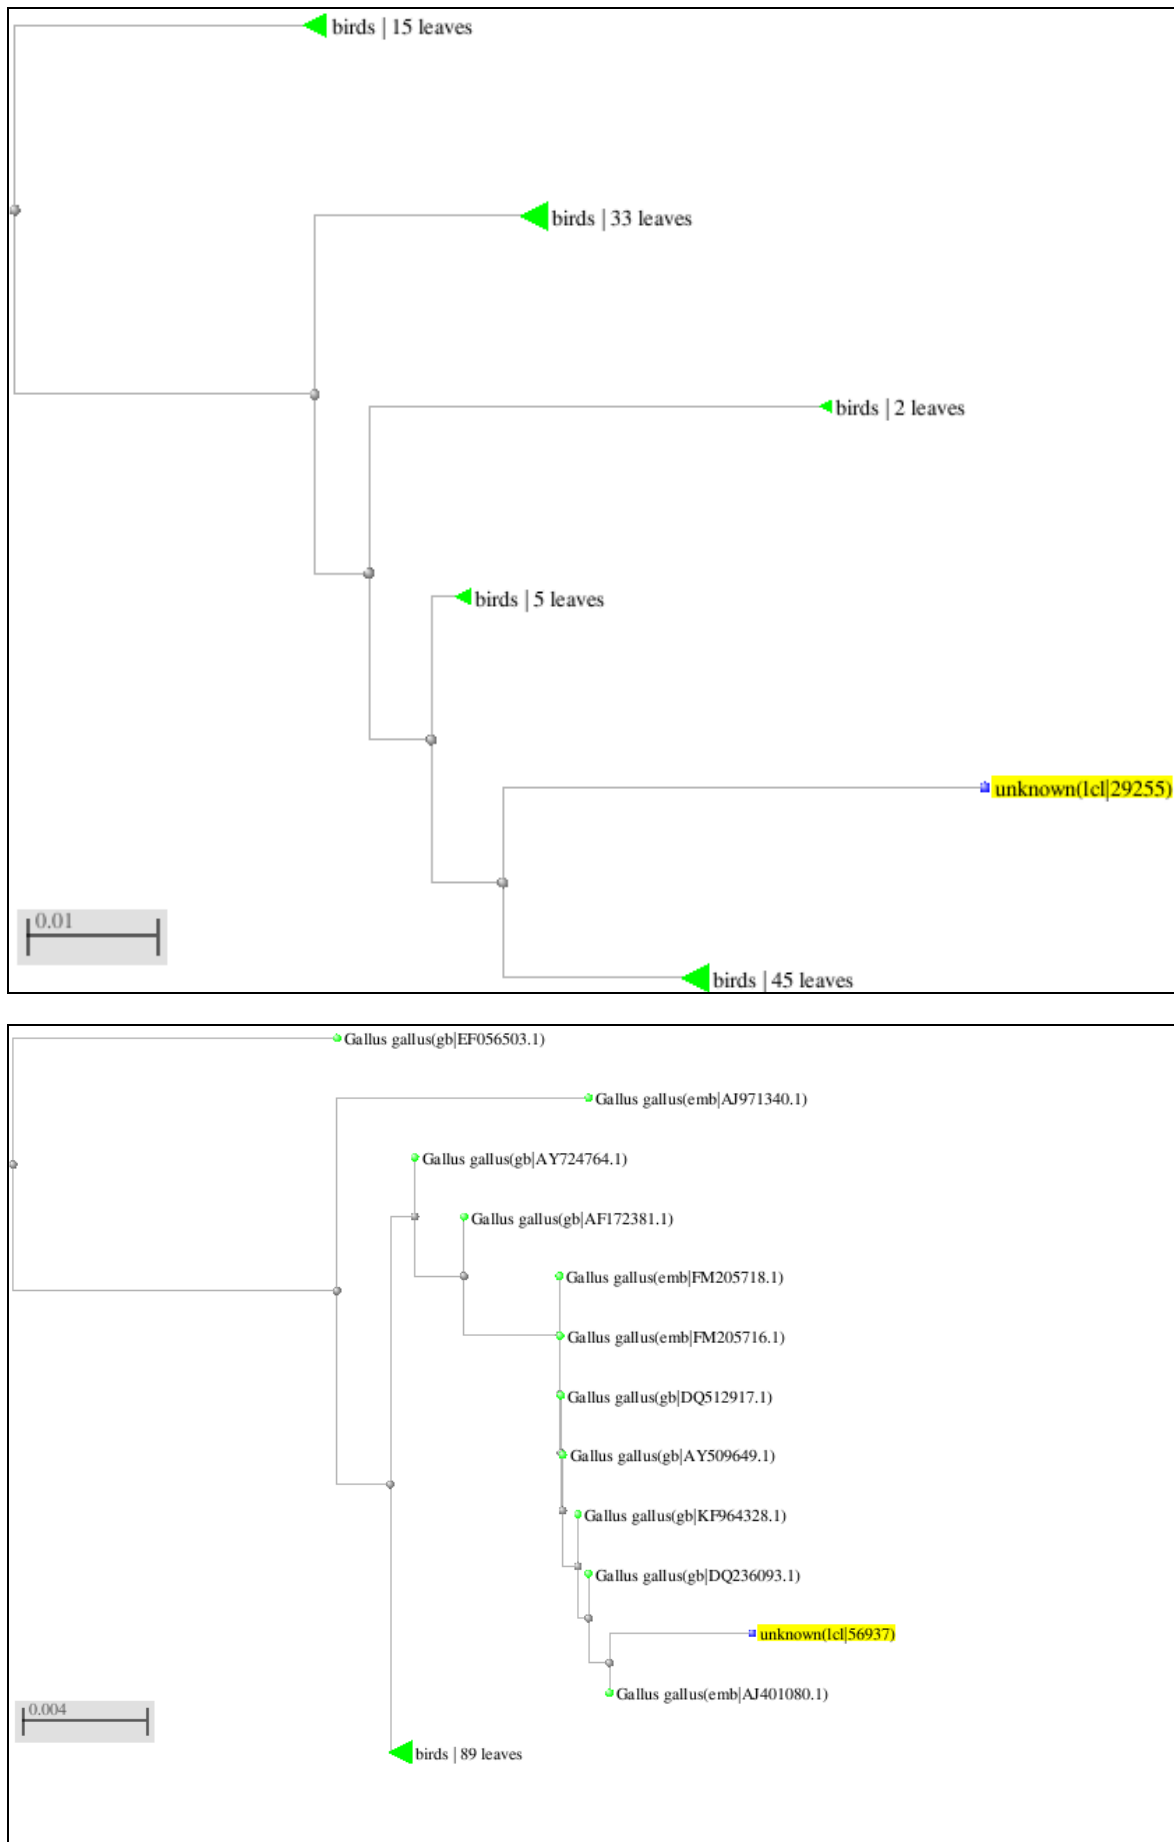 birds | 15 leaves
birds | 33 leaves
birds | 2 leaves
birds | 5 leaves
unknown(lcl|29255)
0.01
birds | 45 leaves
Gallus gallus(gb|EF056503.1)
Gallus gallus(emb|AJ971340.1)
Gallus gallus(gb|AY724764.1)
Gallus gallus(gb|AF172381.1)
Gallus gallus(emb|FM205718.1)
Gallus gallus(emb|FM205716.1)
Gallus gallus(gb|DQ512917.1)
Gallus gallus(gb|AY509649.1)
Gallus gallus(gb|KF964328.1)
Gallus gallus(gb|DQ236093.1)
unknown(lcl|56937)
Gallus gallus(emb|AJ401080.1)
0.004
birds | 89 leaves